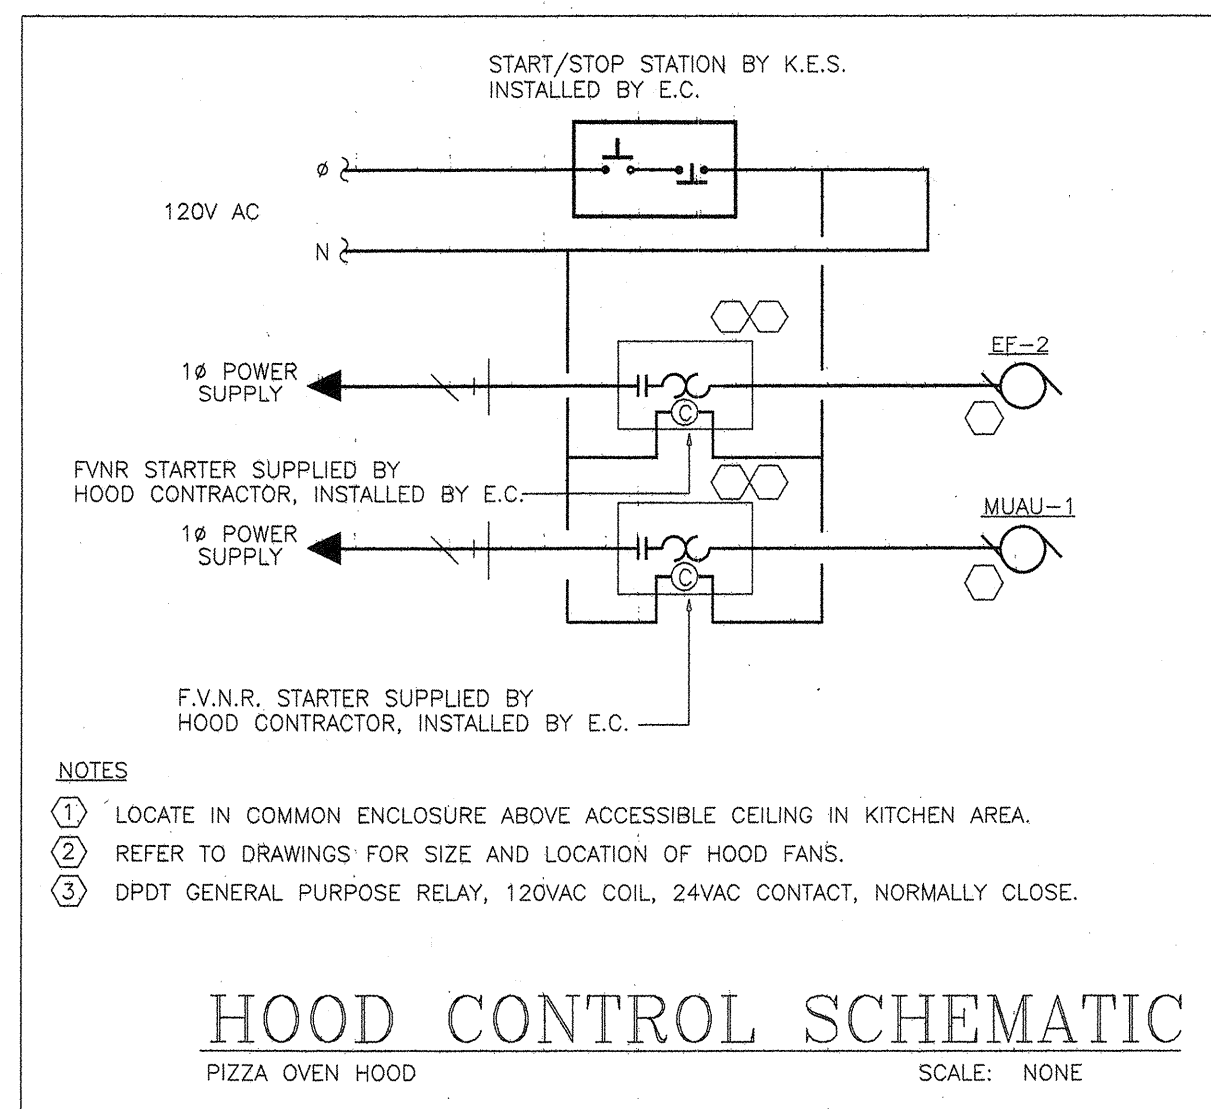 START/STOP STATION BY K.E.S.
INSTALLED BY E.C.
Ø
120V AC
N
1Ø POWER
SUPPLY
EF-2
C
FVNR STARTER SUPPLIED BY
HOOD CONTRACTOR, INSTALLED BY E.C.
1Ø POWER
SUPPLY
MUAU-1
C
F.V.N.R. STARTER SUPPLIED BY
HOOD CONTRACTOR, INSTALLED BY E.C.
NOTES
1 LOCATE IN COMMON ENCLOSURE ABOVE ACCESSIBLE CEILING IN KITCHEN AREA.
2 REFER TO DRAWINGS FOR SIZE AND LOCATION OF HOOD FANS.
3 DPDT GENERAL PURPOSE RELAY, 120VAC COIL, 24VAC CONTACT, NORMALLY CLOSE.
HOOD CONTROL SCHEMATIC
PIZZA OVEN HOOD
SCALE: NONE